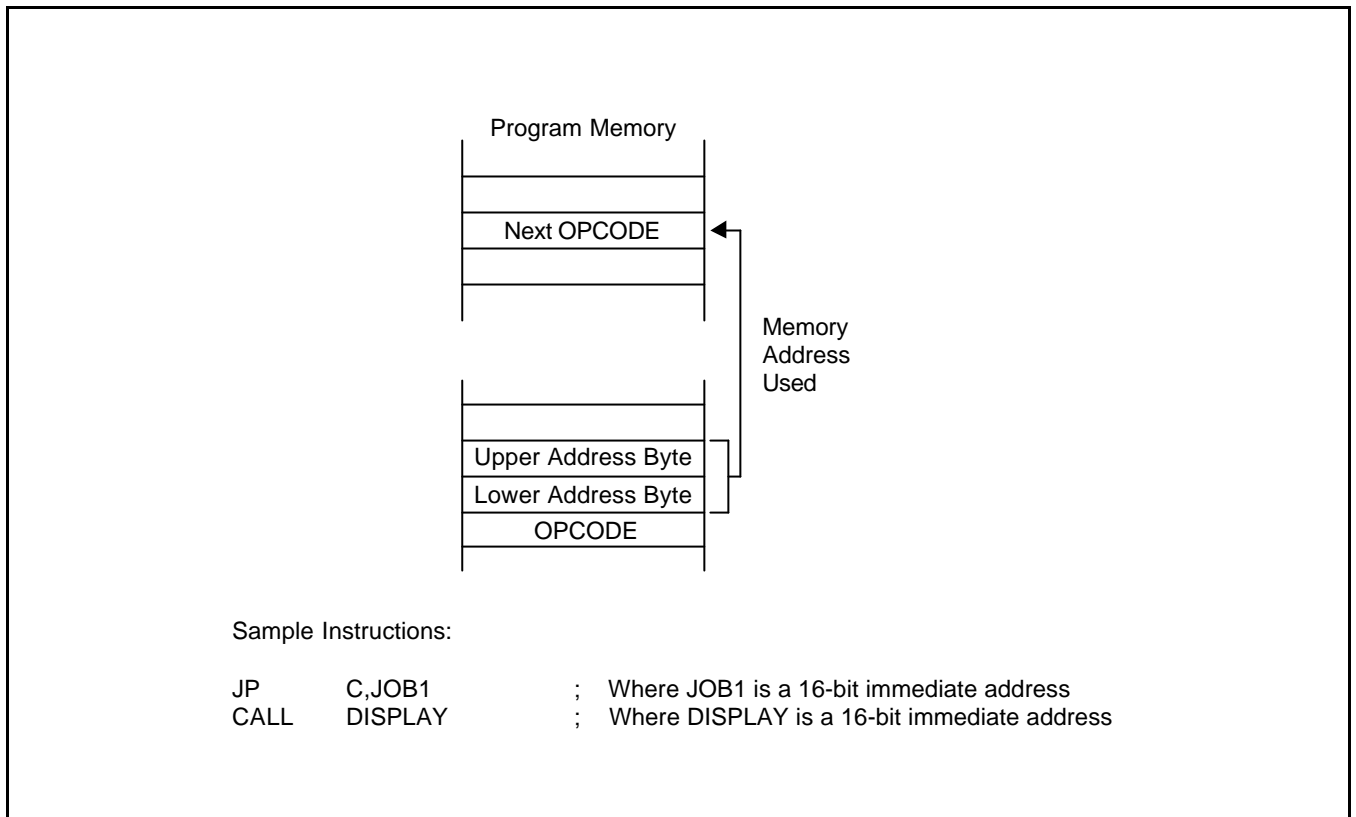 Program Memory
Next OPCODE
Memory
Address
Used
Upper Address Byte
Lower Address Byte
OPCODE
Sample Instructions:
JP C,JOB1 ; Where JOB1 is a 16-bit immediate address
CALL DISPLAY ; Where DISPLAY is a 16-bit immediate address